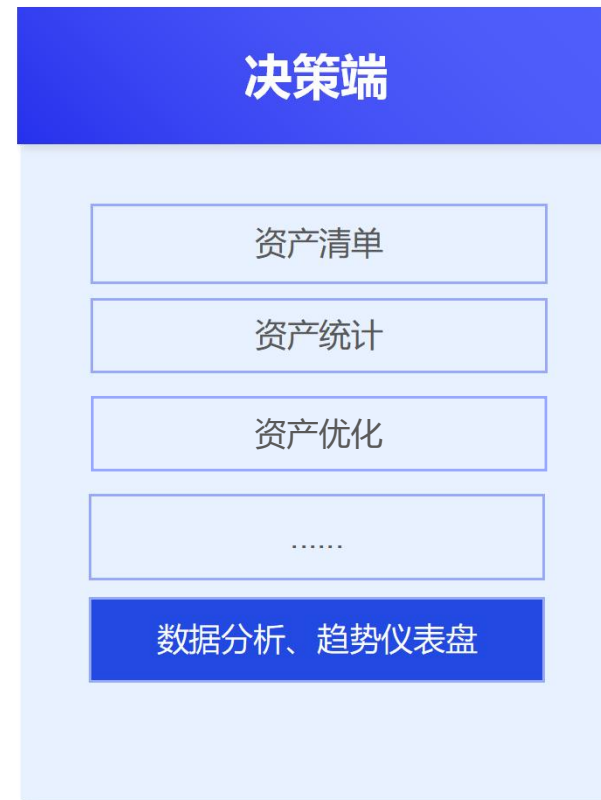 决策端
资产清单
资产统计
资产优化
......
数据分析、趋势仪表盘